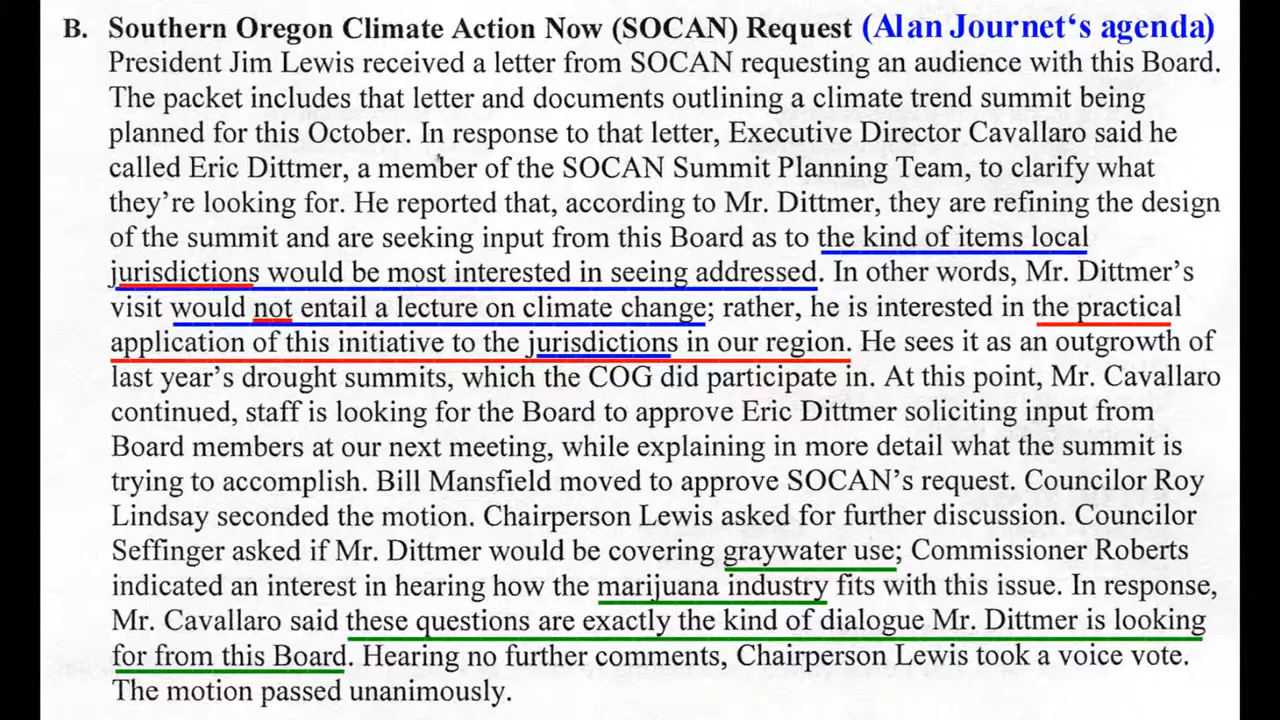 B. Southern Oregon Climate Action Now (SOCAN) Request (Alan Journet‘s agenda)
President Jim Lewis received a letter from SOCAN requesting an audience with this Board.
The packet includes that letter and documents outlining a climate trend summit being
planned for this October. In response to that letter, Executive Director Cavallaro said he
called Eric Dittmer, a member of the SOCAN Summit Planning Team, to clarify what
they’re looking for. He reported that, according to Mr. Dittmer, they are refining the design
of the summit and are seeking input from this Board as to the kind of items local
jurisdictions would be most interested in seeing addressed. In other words, Mr. Dittmer’s
visit would not entail a lecture on climate change; rather, he is interested in the practical
application of this initiative to the jurisdictions in our region. He sees it as an outgrowth of
last year’s drought summits, which the COG did participate in. At this point, Mr. Cavallaro
continued, staff is looking for the Board to approve Eric Dittmer soliciting input from
Board members at our next meeting, while explaining in more detail what the summit is
trying to accomplish. Bill Mansfield moved to approve SOCAN’s request. Councilor Roy
Lindsay seconded the motion. Chairperson Lewis asked for further discussion. Councilor
Seffinger asked if Mr. Dittmer would be covering graywater use; Commissioner Roberts
indicated an interest in hearing how the marijuana industry fits with this issue. In response,
Mr. Cavallaro said these questions are exactly the kind of dialogue Mr. Dittmer is looking
for from this Board. Hearing no further comments, Chairperson Lewis took a voice vote.
The motion passed unanimously.